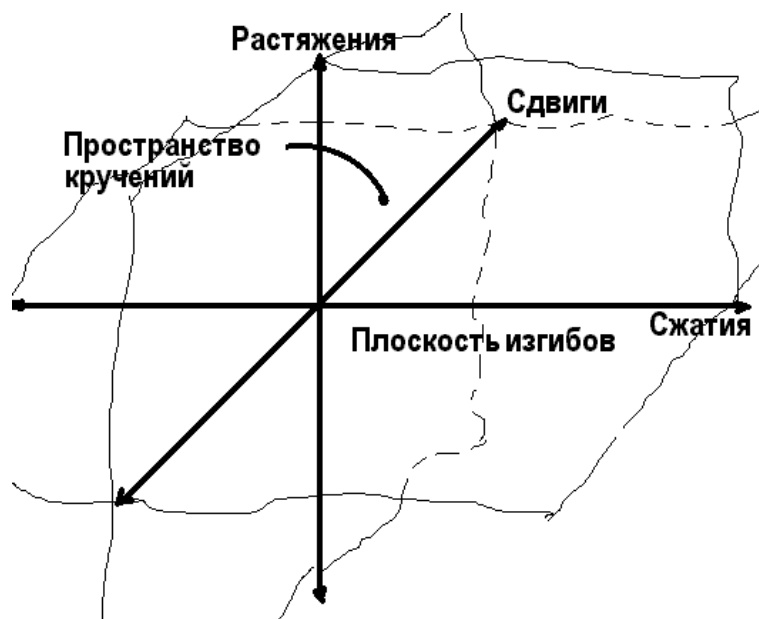 Растяжения
Сдвиги
Пространство
кручений
Сжатия
Плоскость изгибов